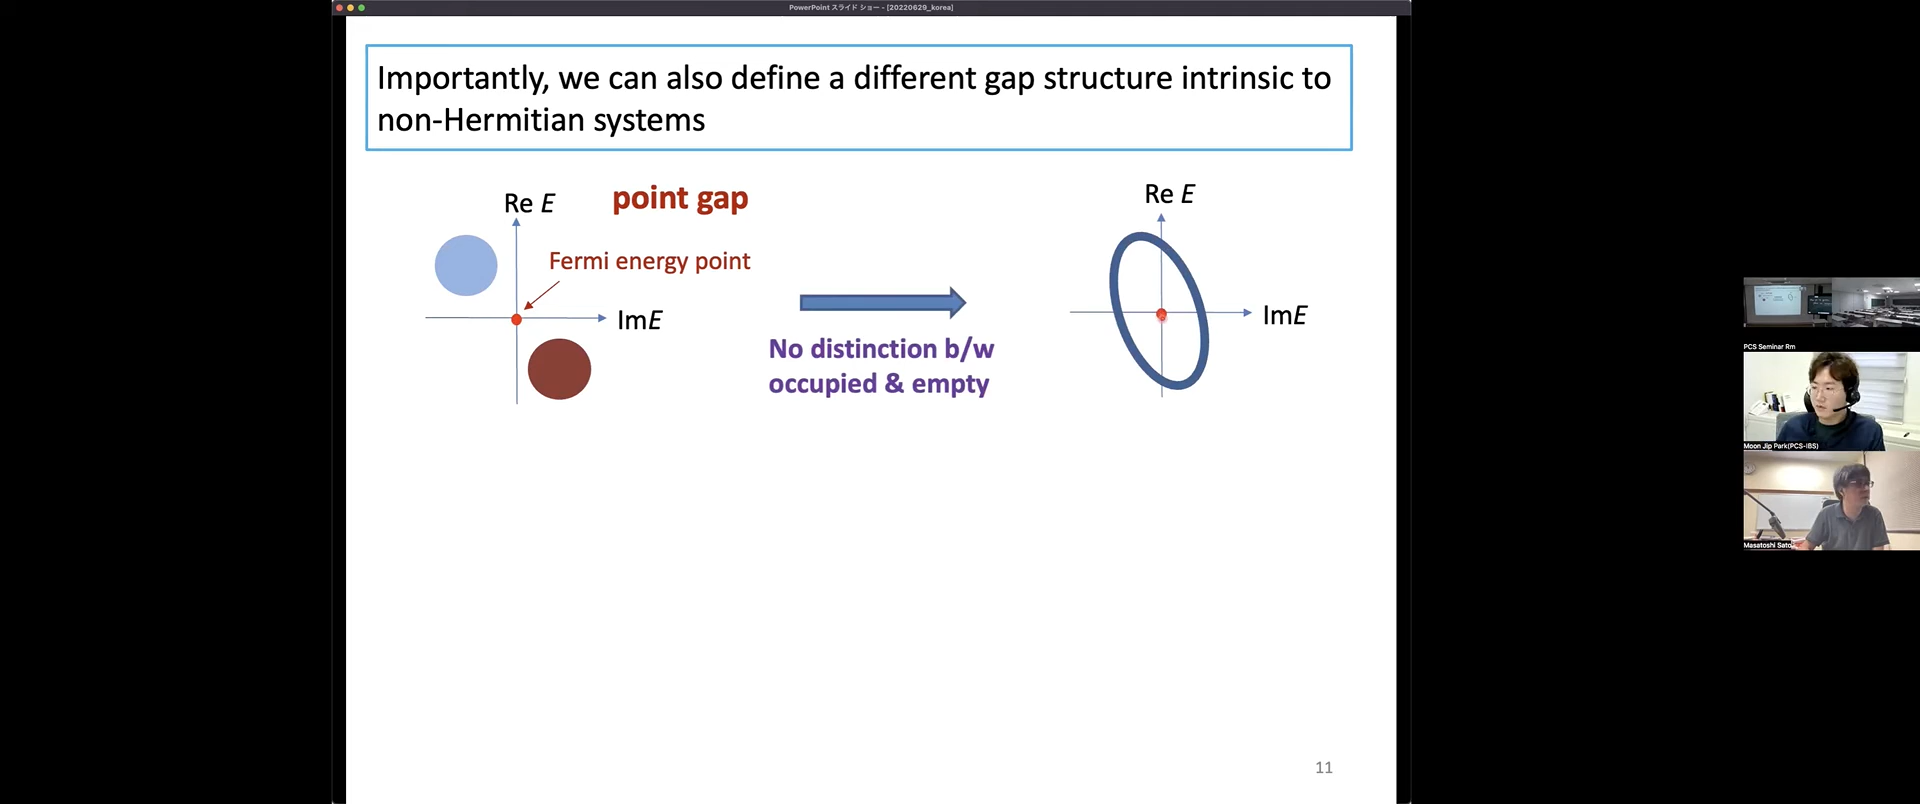 PowerPoint スライド ショー - [20220629_korea]
Importantly, we can also define a different gap structure intrinsic to
non-Hermitian systems
Re E
point gap
Fermi energy point
ImE
No distinction b/w
occupied & empty
Re E
ImE
11
PCS Seminar Rm
Moon Jip Park(PCS-IBS)
Masatoshi Sato